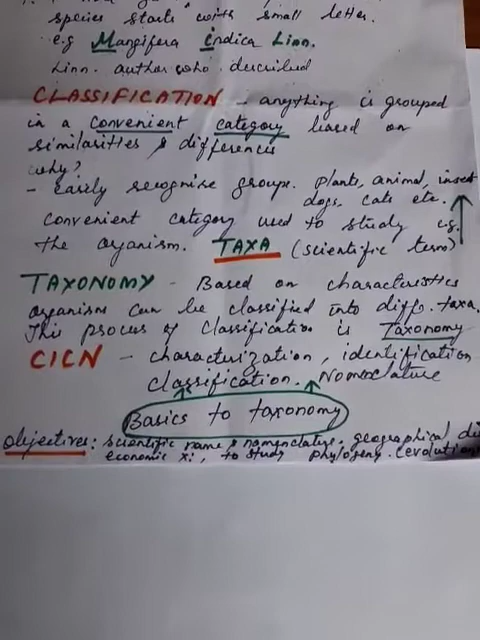 species starts with small letter.
e.g Mangifera indica Linn.
Linn. author who described
CLASSIFICATION - anything is grouped
in a convenient category based on
similarities & differences
why?
- Easily recognise groups. plants, animal, insect
dogs, cats etc.
convenient category used to study e.g.
the organism. TAXA (scientific term)
TAXONOMY - Based on characteristics
organism can be classified into diff. taxa.
This process of classification is Taxonomy
CICN - characterization, identification
classification. Nomenclature
Basics to taxonomy
Objectives: scientific name & nomenclature, geographical
economic to study phylogeny. (evolution